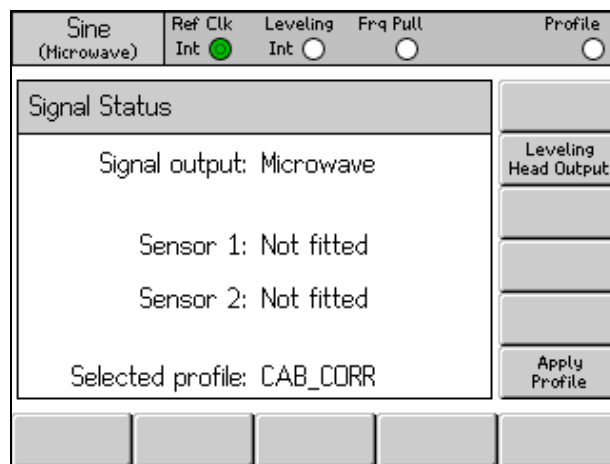 Sine
(Microwave)
Ref Clk
Int
Leveling
Int
Frq Pull
Profile
Signal Status
Signal output: Microwave
Leveling
Head Output
Sensor 1: Not fitted
Sensor 2: Not fitted
Selected profile: CAB_CORR
Apply
Profile